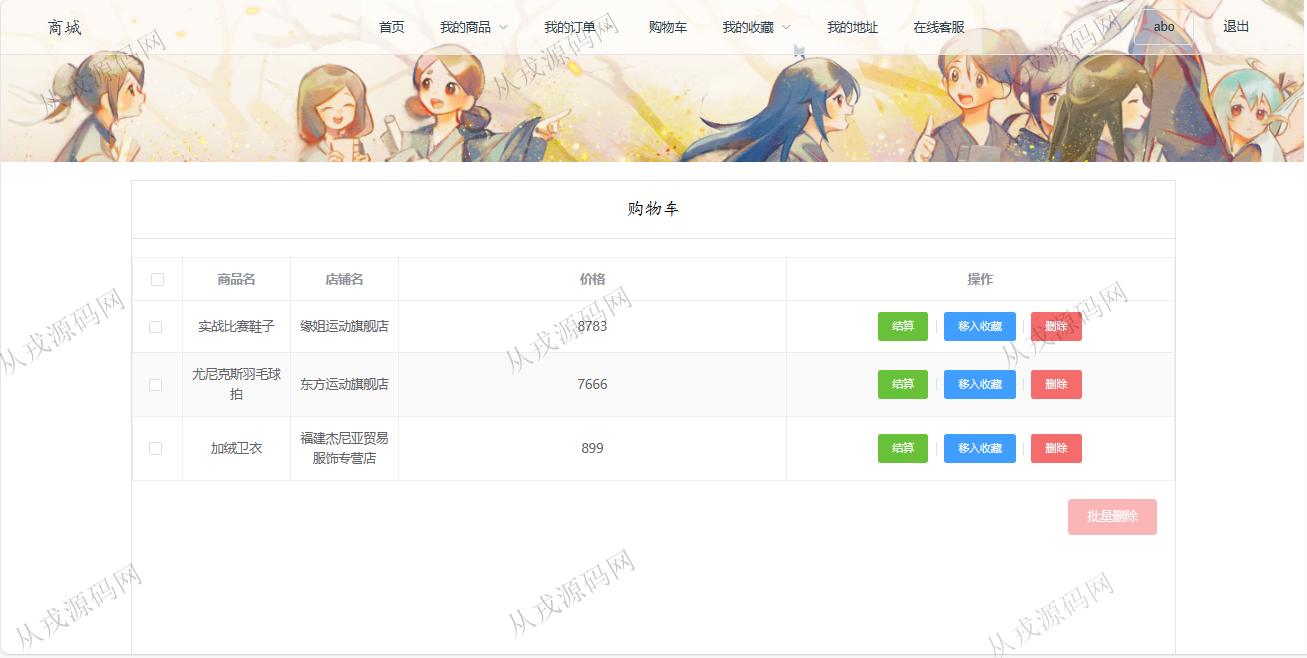 商城 首页 我的商品 我的订单 购物车 我的收藏 我的地址 在线客服 abo 退出
从戎源码网
从戎源码网
从戎源码网
购物车
商品名 店铺名 价格 操作
实战比赛鞋子 缘姐运动旗舰店 8783 结算 移入收藏 删除
尤尼克斯羽毛球
拍
东方运动旗舰店 7666 结算 移入收藏 删除
加绒卫衣
福建杰尼亚贸易
服饰专营店
899 结算 移入收藏 删除
从戎源码网
从戎源码网
从戎源码网
批量删除
从戎源码网
从戎源码网
从戎源码网